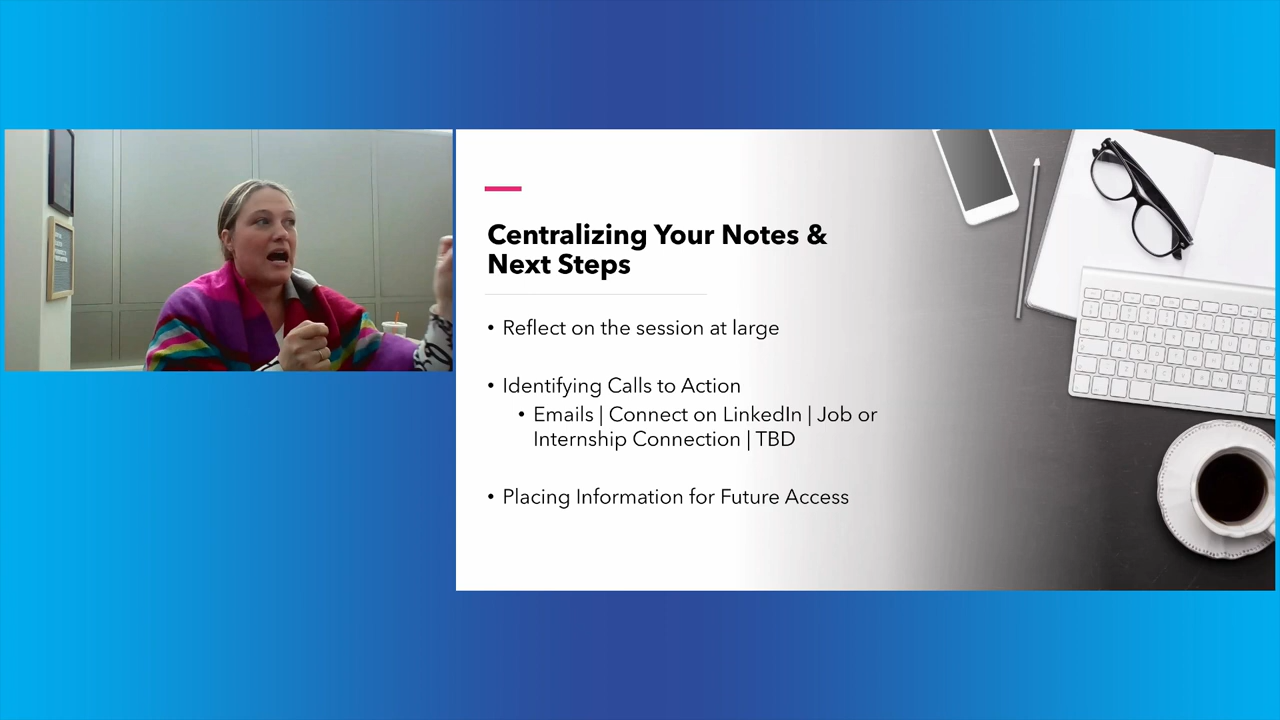 Centralizing Your Notes &
Next Steps
• Reflect on the session at large
• Identifying Calls to Action
• Emails | Connect on LinkedIn | Job or
Internship Connection | TBD
• Placing Information for Future Access